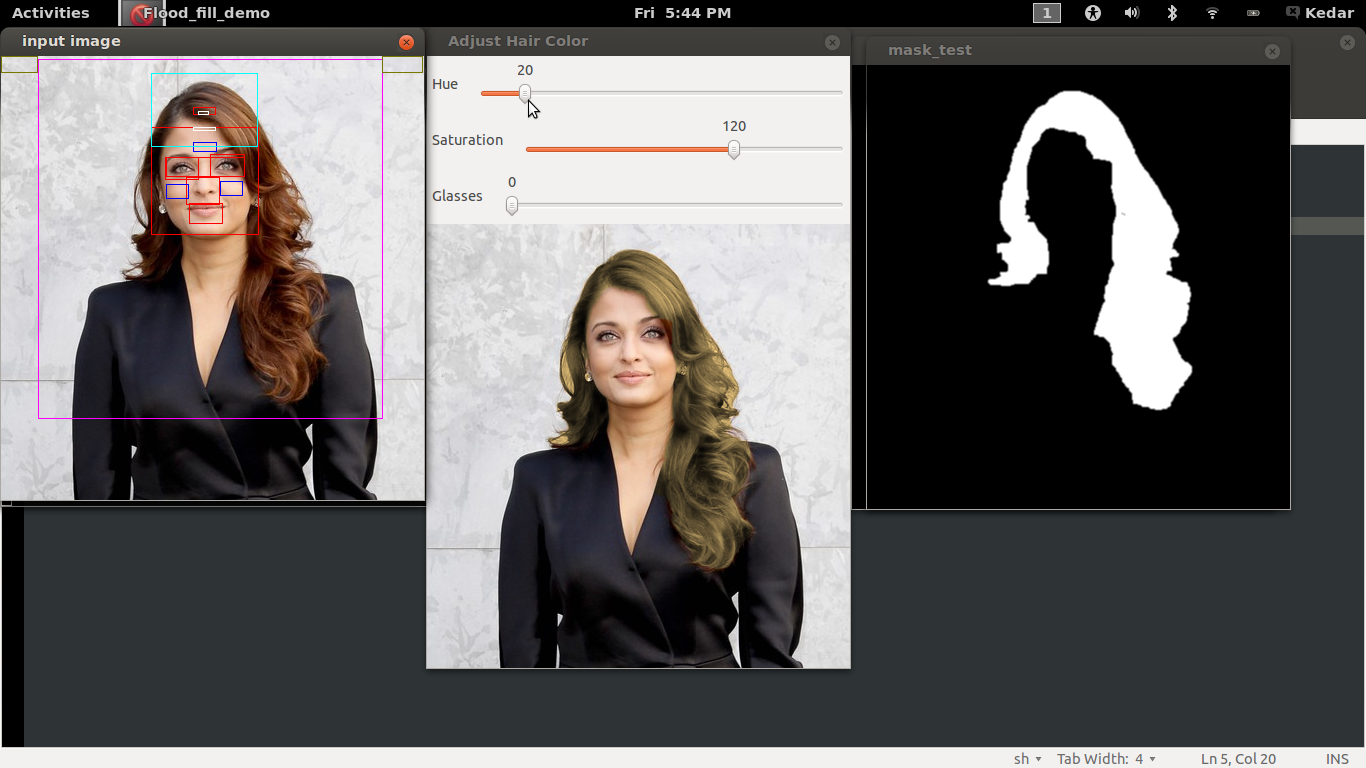 Activities
Flood_fill_demo
Fri 5:44 PM
1
Kedar
input image
Adjust Hair Color
mask_test
Hue
20
Saturation
120
Glasses
0
sh
Tab Width: 4
Ln 5, Col 20
INS